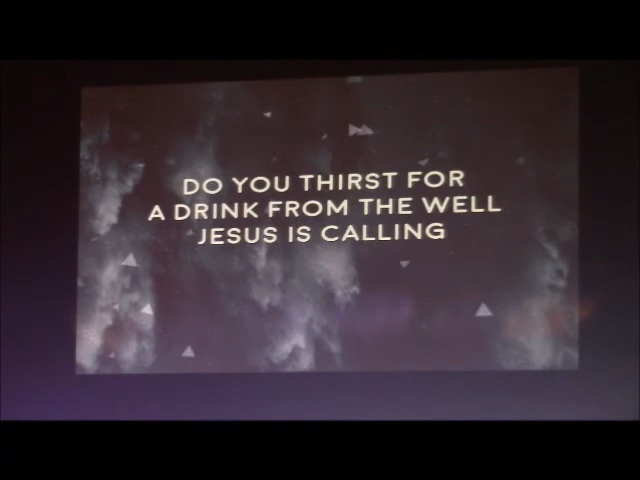 DO YOU THIRST FOR
A DRINK FROM THE WELL
JESUS IS CALLING